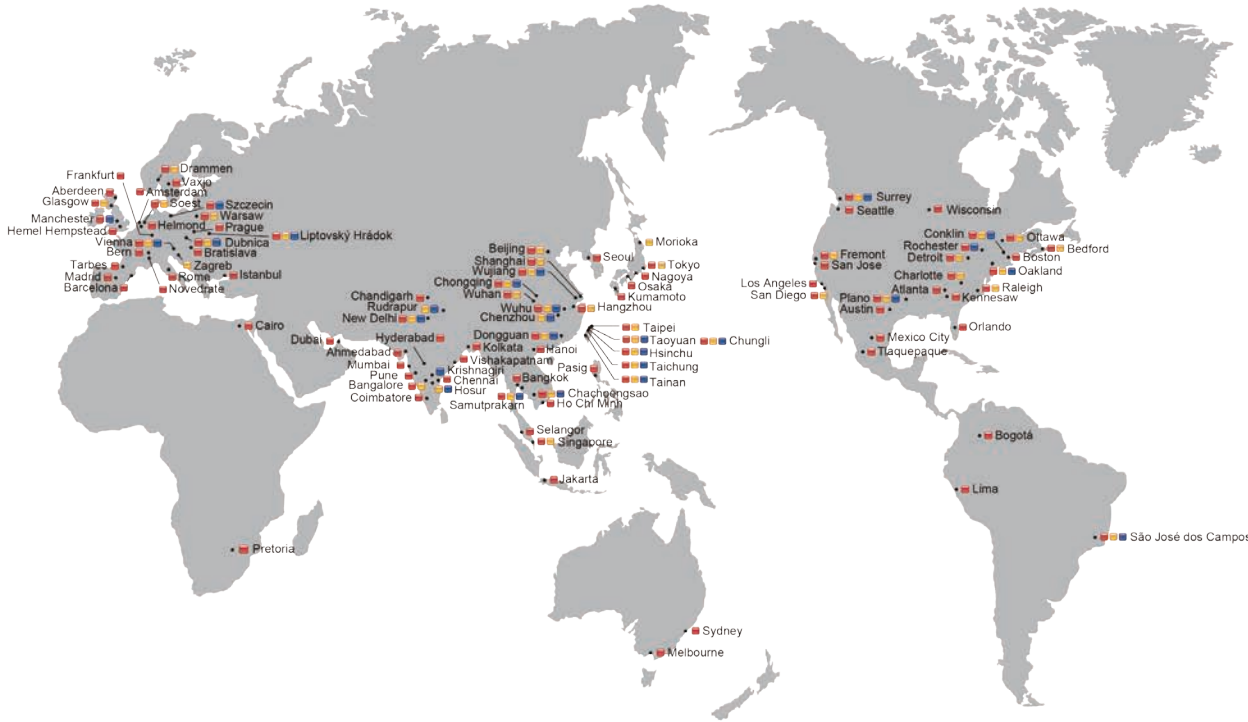 Frankfurt
Drammen
Vaxjo
Aberdeen
Amsterdam
Glasgow
Soest
Szczecin
Manchester
Warsaw
Hemel Hempstead
Helmond
Prague
Liptovský Hrádok
Vienna
Dubnica
Bern
Bratislava
Tarbes
Zagreb
Madrid
Rome
Istanbul
Barcelona
Novedrate
Cairo
Dubai
Pretoria
Beijing
Shanghai
Wujiang
Chongqing
Wuhan
Chandigarh
Rudrapur
New Delhi
Wuhu
Hangzhou
Chenzhou
Hyderabad
Dongguan
Kolkata
Hanoi
Ahmedabad
Vishakapatnam
Mumbai
Krishnagiri
Pune
Chennai
Bangkok
Pasig
Bangalore
Hosur
Coimbatore
Samutprakarn
Chachoengsao
Ho Chi Minh
Selangor
Singapore
Jakarta
Seoul
Morioka
Tokyo
Nagoya
Osaka
Kumamoto
Taipei
Taoyuan
Chungli
Hsinchu
Taichung
Tainan
Sydney
Melbourne
Surrey
Seattle
Wisconsin
Conklin
Ottawa
Rochester
Bedford
Fremont
Detroit
Boston
San Jose
Oakland
Charlotte
Los Angeles
Atlanta
Raleigh
San Diego
Plano
Kennesaw
Austin
Orlando
Mexico City
Tlaquepaque
Bogotá
Lima
São José dos Campos